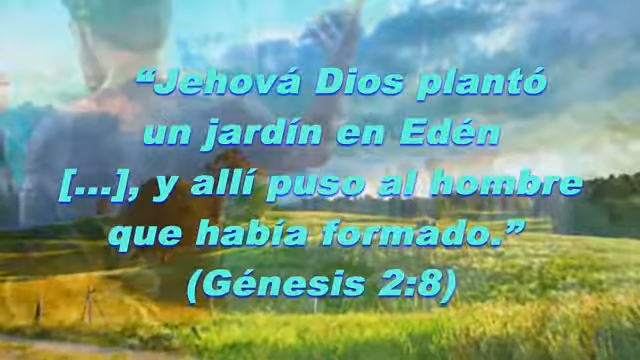 “Jehová Dios plantó
un jardín en Edén
[...], y allí puso al hombre
que había formado.”
(Génesis 2:8)